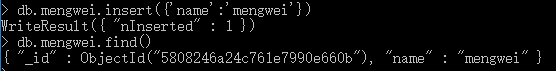 > db.mengwei.insert({'name':'mengwei'})
WriteResult({ "nInserted" : 1 })
> db.mengwei.find()
{ "_id" : ObjectId("5808246a24c761e7990e660b"), "name" : "mengwei" }